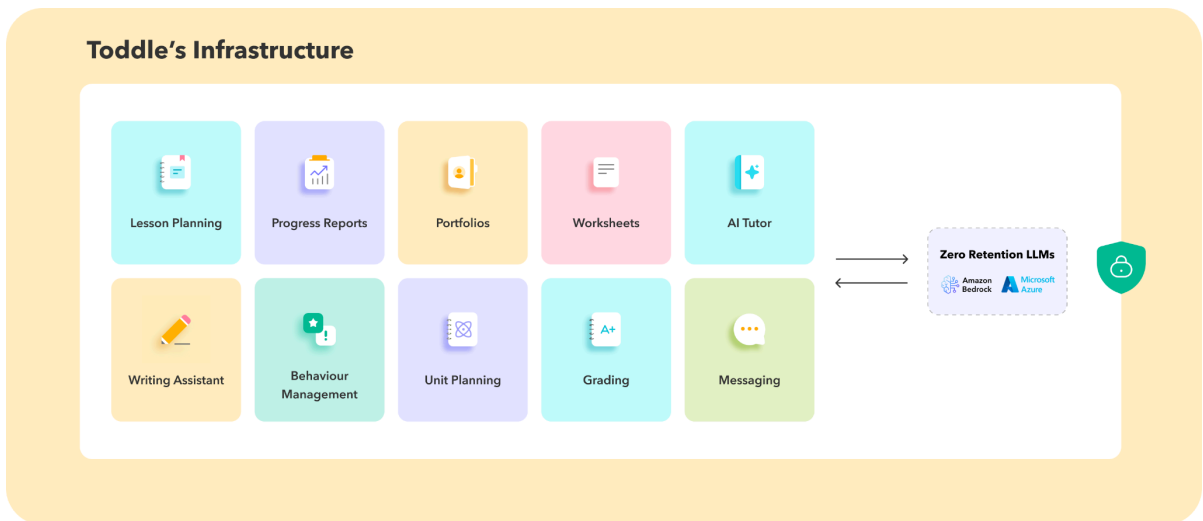 Toddle’s Infrastructure
Lesson Planning
Progress Reports
Portfolios
Worksheets
AI Tutor
Writing Assistant
Behaviour
Management
Unit Planning
A+
Grading
Messaging
Zero Retention LLMs
Amazon
Bedrock
Microsoft
Azure